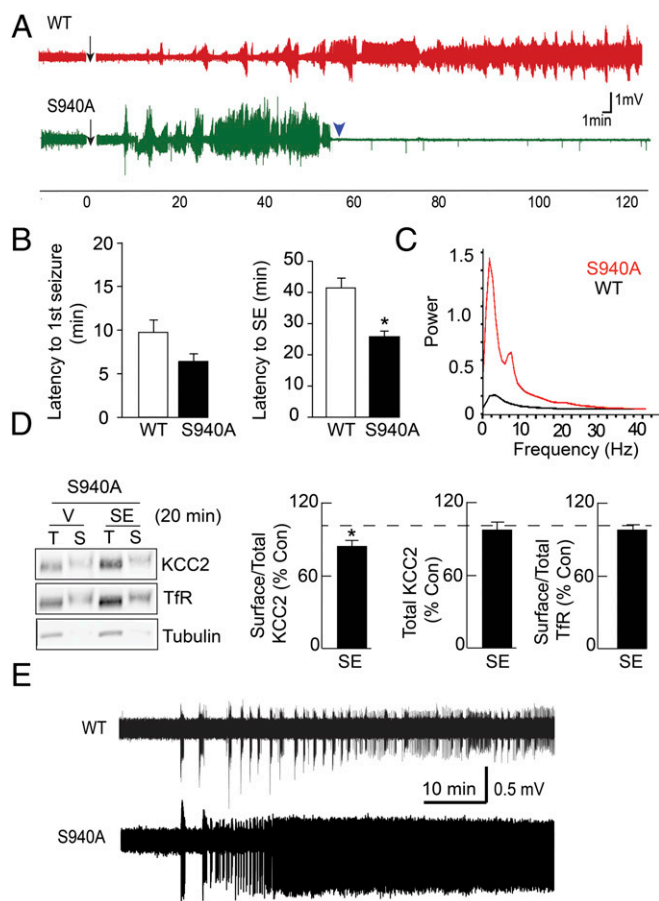 A
WT
S940A
1mV
1min
0 20 40 60 80 100 120
B
Latency to 1st seizure
(min)
20
15
10
5
0
WT S940A
Latency to SE (min)
50
40
30
20
10
0
*
WT S940A
C
S940A
WT
Power
1.5
1.0
0.5
0
0 10 20 30 40
Frequency (Hz)
D
S940A
V SE (20 min)
T S T S
KCC2
TfR
Tubulin
Surface/Total
KCC2 (% Con)
120
60
0
*
SE
Total KCC2
(% Con)
120
60
0
SE
Surface/Total
TfR (% Con)
120
60
0
SE
E
WT
10 min
0.5 mV
S940A